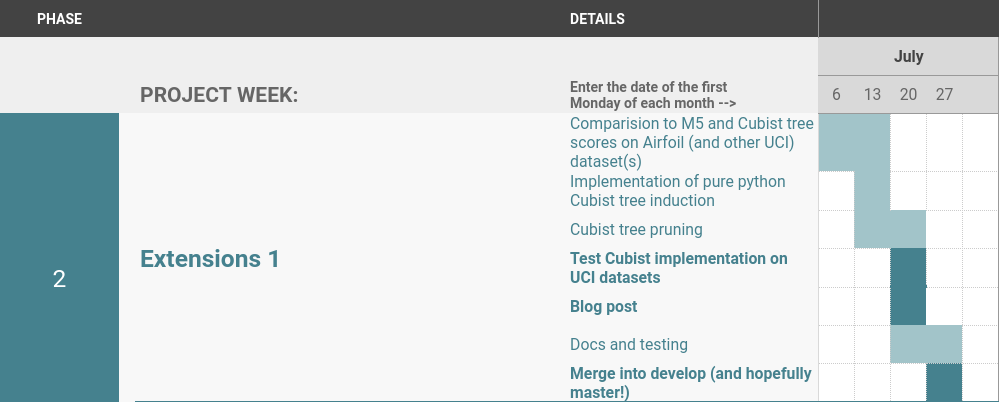 PHASE
DETAILS
July
PROJECT WEEK:
Enter the date of the first
Monday of each month -->
6 13 20 27
2
Extensions 1
Comparision to M5 and Cubist tree
scores on Airfoil (and other UCI)
dataset(s)
Implementation of pure python
Cubist tree induction
Cubist tree pruning
Test Cubist implementation on
UCI datasets
Blog post
Docs and testing
Merge into develop (and hopefully
master!)